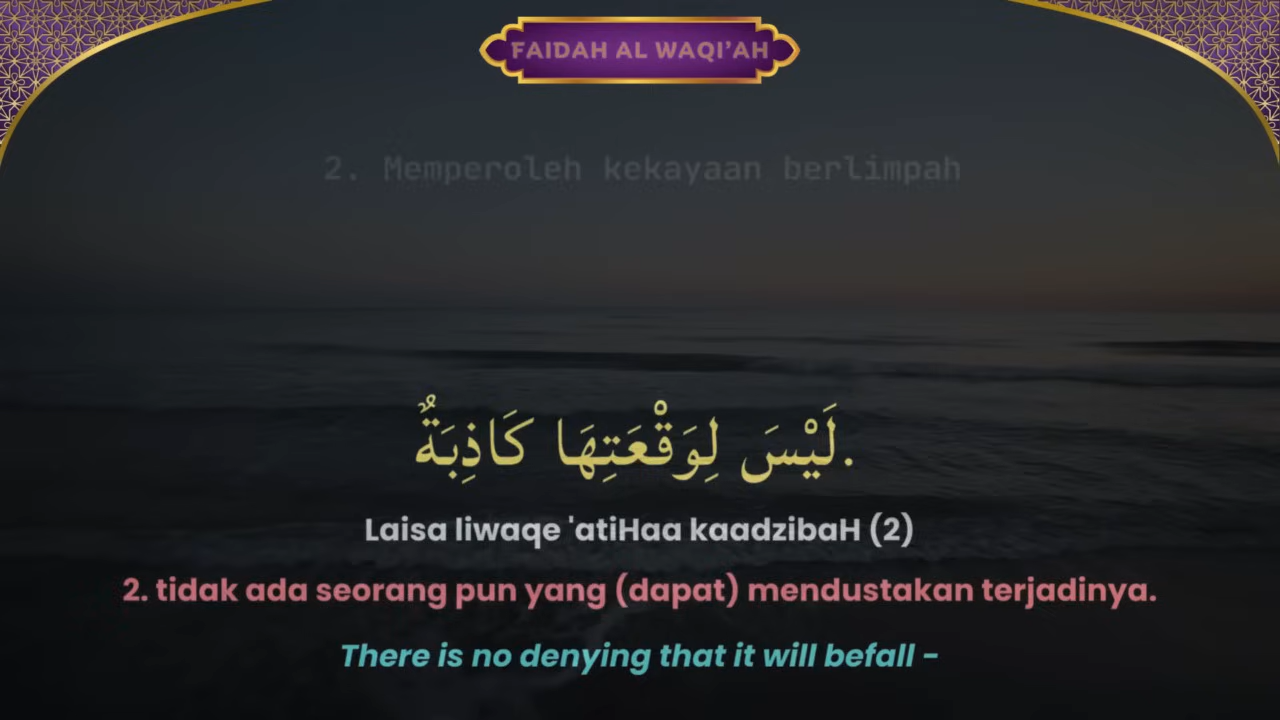 FAIDAH AL WAQI'AH
2. Memperoleh kekayaan berlimpah
لَيْسَ لِوَقْعَتِهَا كَاذِبَةٌ.
Laisa liwaqe 'atiHaa kaadzibaH (2)
2. tidak ada seorang pun yang (dapat) mendustakan terjadinya.
There is no denying that it will befall -